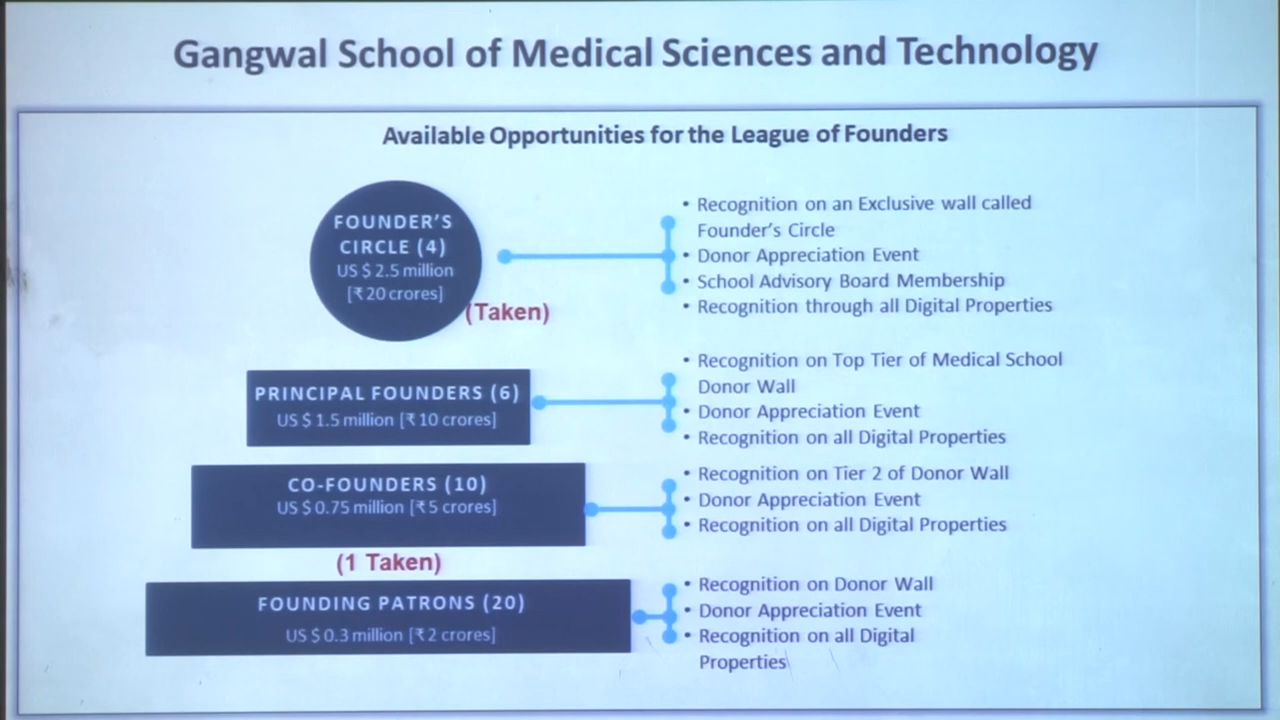 Gangwal School of Medical Sciences and Technology
Available Opportunities for the League of Founders
FOUNDER'S
CIRCLE (4)
US $ 2.5 million
[₹ 20 crores]
(Taken)
• Recognition on an Exclusive wall called
Founder's Circle
• Donor Appreciation Event
• School Advisory Board Membership
• Recognition through all Digital Properties
PRINCIPAL FOUNDERS (6)
US $ 1.5 million [₹ 10 crores]
• Recognition on Top Tier of Medical School
Donor Wall
• Donor Appreciation Event
• Recognition on all Digital Properties
CO-FOUNDERS (10)
US $ 0.75 million [₹ 5 crores]
(1 Taken)
• Recognition on Tier 2 of Donor Wall
• Donor Appreciation Event
• Recognition on all Digital Properties
FOUNDING PATRONS (20)
US $ 0.3 million [₹ 2 crores]
• Recognition on Donor Wall
• Donor Appreciation Event
• Recognition on all Digital
Properties